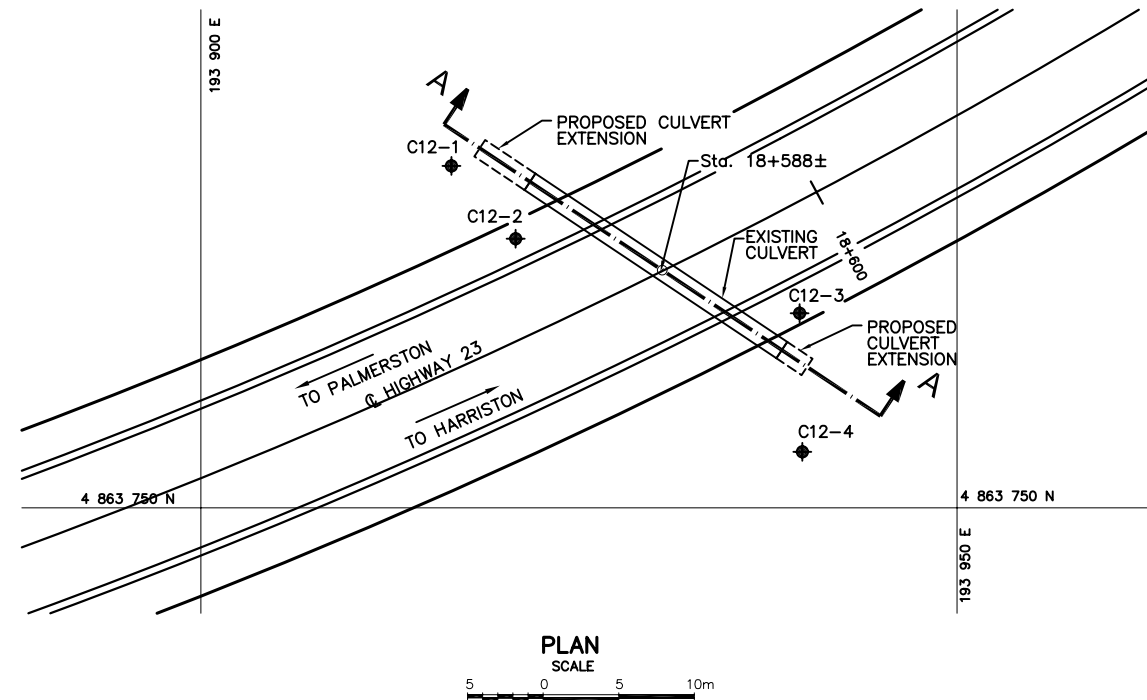 193 900 E
A
PROPOSED CULVERT
EXTENSION
C12-1
Sta. 18+588±
C12-2
EXISTING
CULVERT
18+600
C12-3
PROPOSED
CULVERT
EXTENSION
TO PALMERSTON
℄ HIGHWAY 23
A
TO HARRISTON
C12-4
4 863 750 N
4 863 750 N
193 950 E
PLAN
SCALE
5 0 5 10m